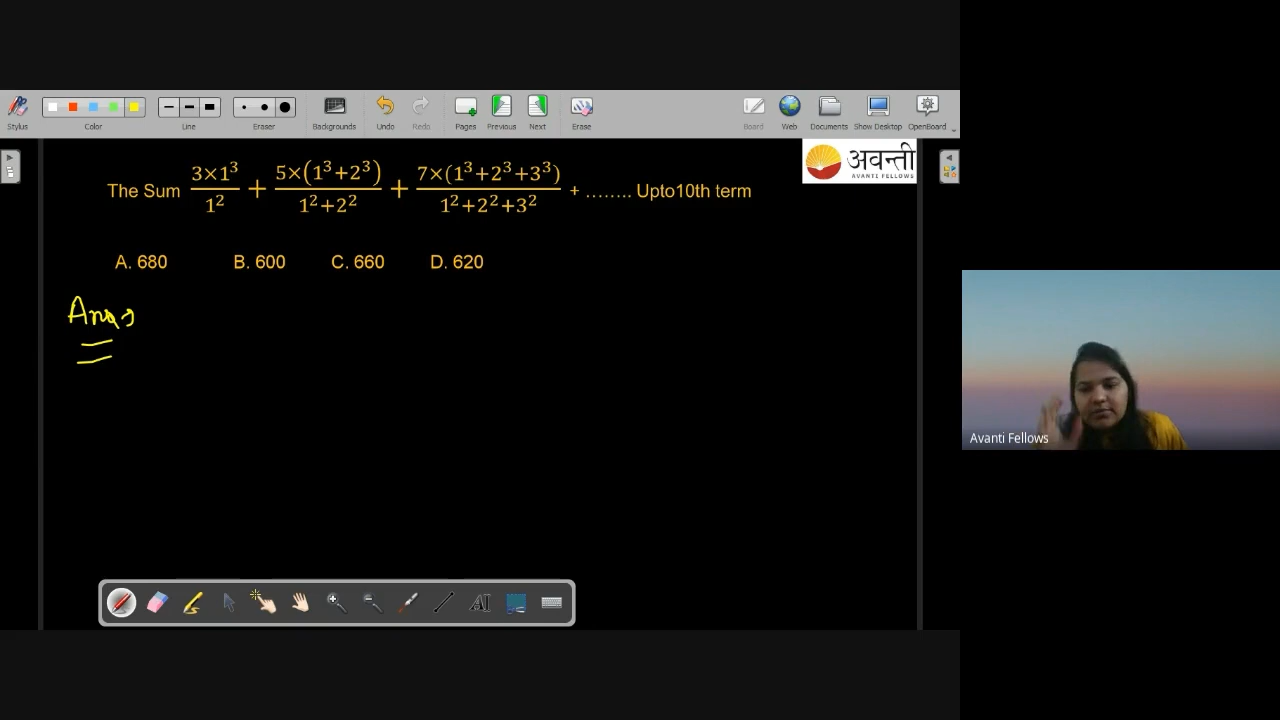 Stylus Color Line Eraser Backgrounds Undo Redo Pages Previous Next Erase Board Web Documents Show Desktop OpenBoard
अवन्ती
AVANTI FELLOWS
The Sum 3×1³/1² + 5×(1³+2³)/1²+2² + 7×(1³+2³+3³)/1²+2²+3² + ........ Upto10th term
A. 680 B. 600 C. 660 D. 620
Ans
Avanti Fellows
AI